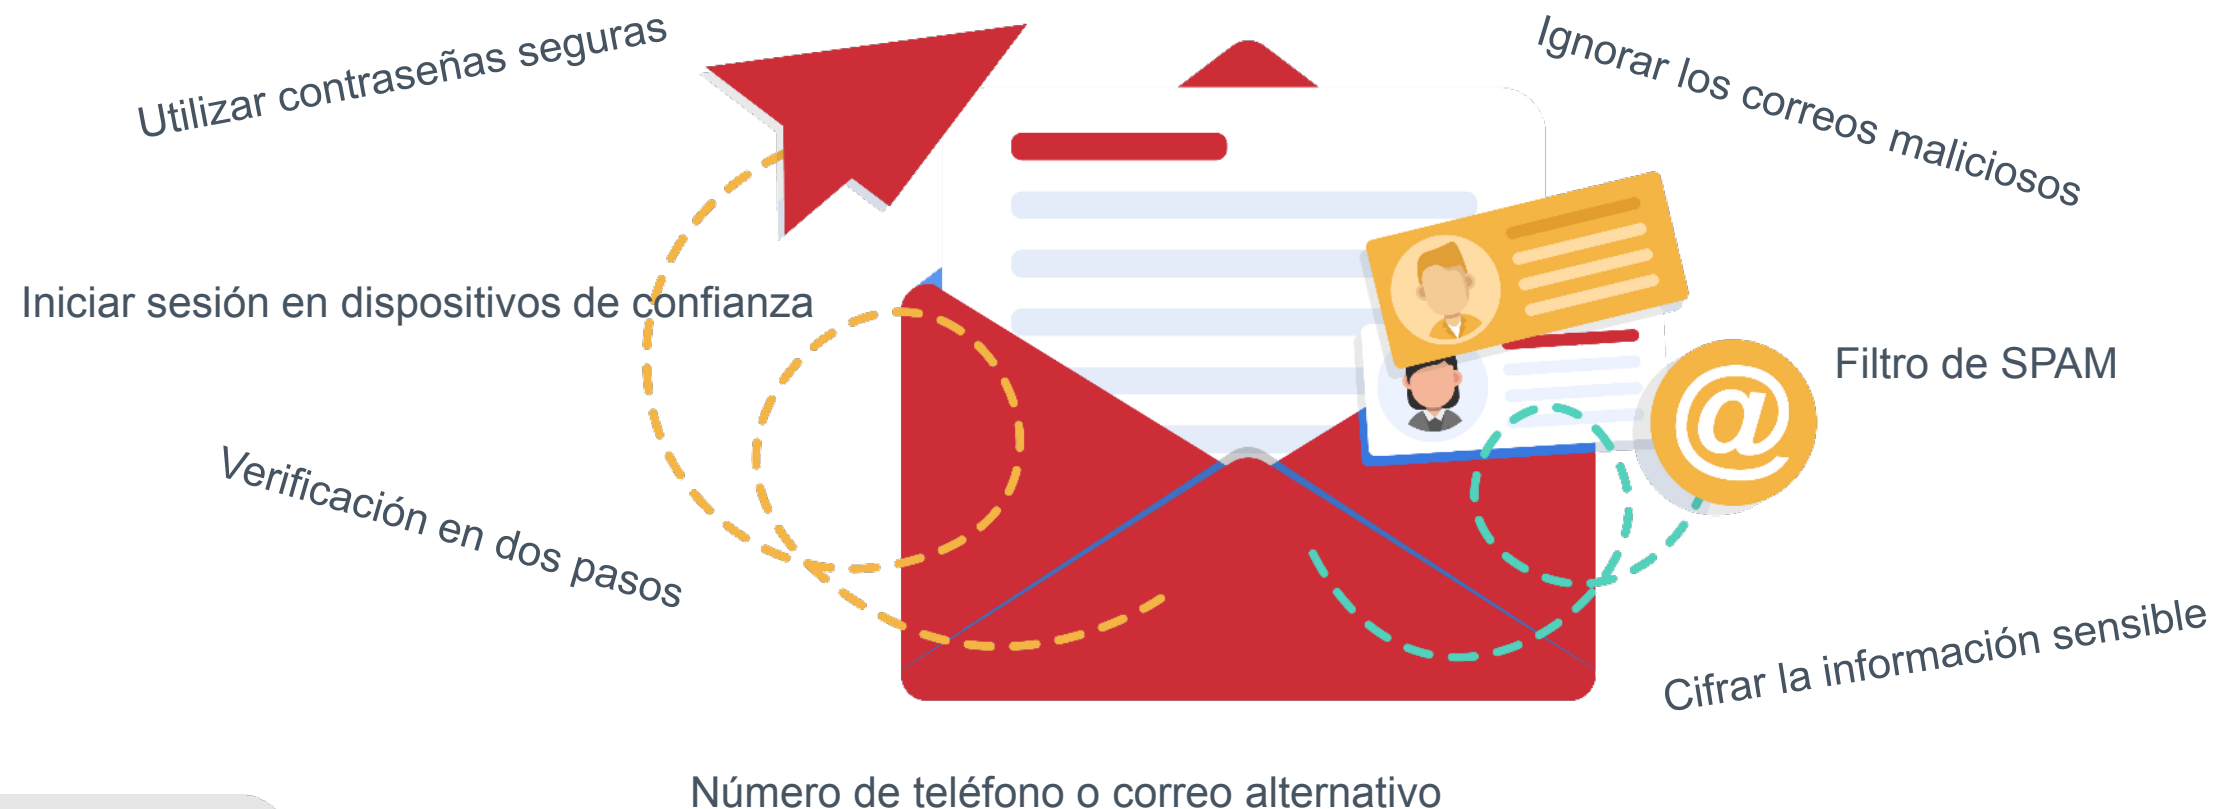 Utilizar contraseñas seguras
Ignorar los correos maliciosos
Iniciar sesión en dispositivos de confianza
Filtro de SPAM
Verificación en dos pasos
Cifrar la información sensible
Número de teléfono o correo alternativo
@